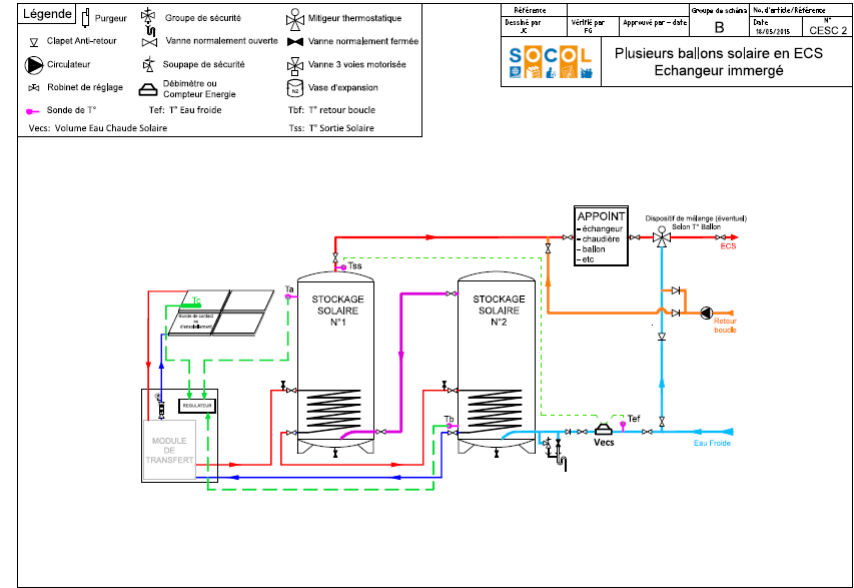 Légende
Purgeur
Groupe de sécurité
Mitigeur thermostatique
Clapet Anti-retour
Vanne normalement ouverte
Vanne normalement fermée
Circulateur
Soupape de sécurité
Vanne 3 voies motorisée
Robinet de réglage
Débimètre ou
Compteur Energie
Vase d'expansion
Sonde de T°
Tef: T° Eau froide
Tbf: T° retour boucle
Vecs: Volume Eau Chaude Solaire
Tss: T° Sortie Solaire
Référence
Groupe de schéma
No. d'article/Référence
Dessiné par
JC
Vérifié par
FG
Approuvé par - date
B
Date
18/05/2015
N°
CESC 2
SOCOL
Plusieurs ballons solaire en ECS
Echangeur immergé
APPOINT
- échangeur
- chaudière
- ballon
- etc
Dispositif de mélange (éventuel)
Selon T° Ballon
ECS
Tss
Ta
Tc
STOCKAGE
SOLAIRE
N°1
STOCKAGE
SOLAIRE
N°2
Retour
boucle
REGULATEUR
MODULE
DE
TRANSFERT
Tb
Tef
Vecs
Eau Froide